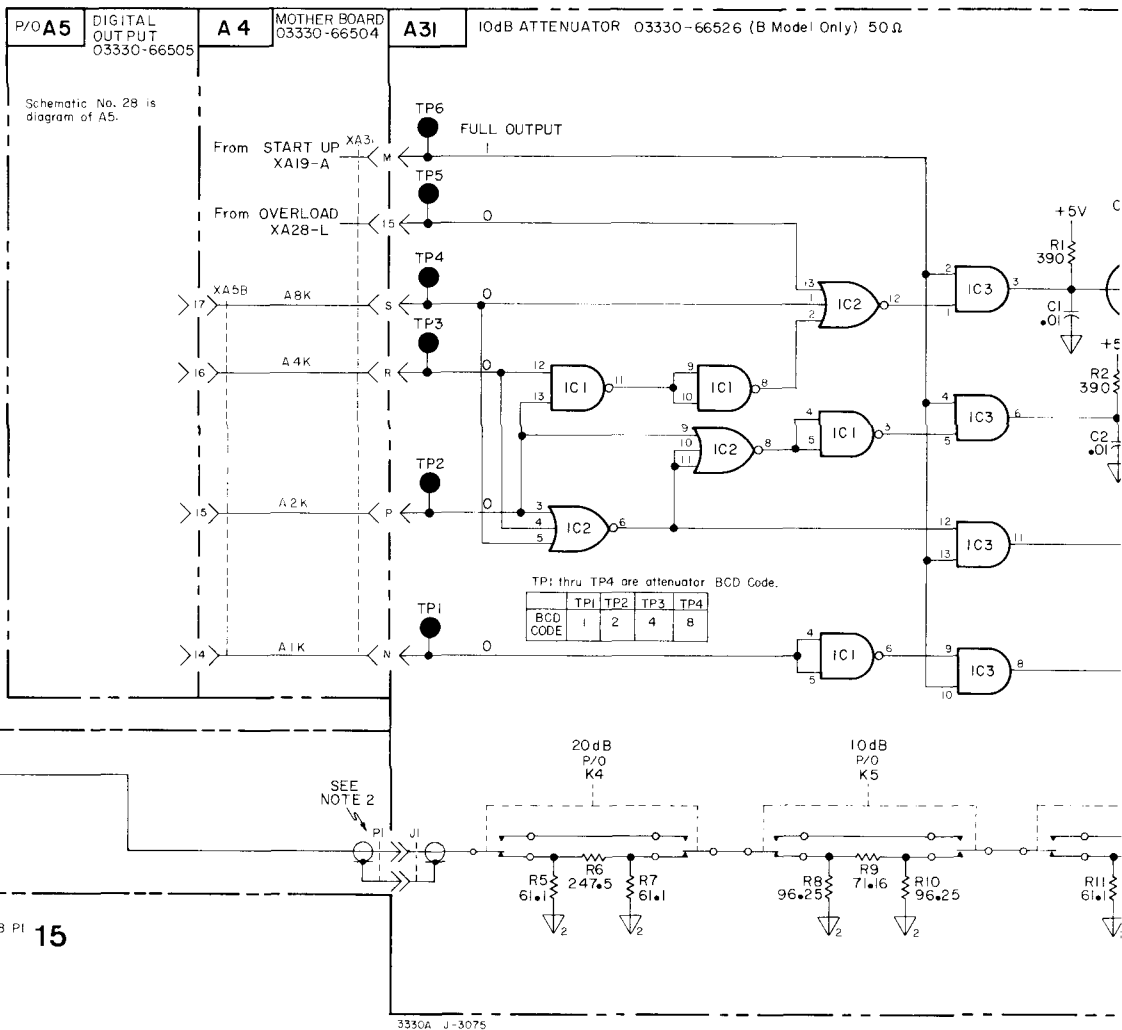 P/O A5 DIGITAL OUTPUT 03330-66505
A4 MOTHER BOARD 03330-66504
A31 10dB ATTENUATOR 03330-66526 (B Model Only) 50Ω
Schematic No. 28 is
diagram of A5.
TP6
FULL OUTPUT
1
From START UP
XA19-A
XA31
M
TP5
From OVERLOAD
XA28-L
15
0
TP4
17
XA5B
A8K
S
0
TP3
16
A4K
R
0
TP2
15
A2K
P
0
TP1
14
A1K
N
0
12
13
IC1
11
9
10
IC1
8
13
1
2
IC2
12
9
10
11
IC2
8
4
5
IC1
3
3
4
5
IC2
6
4
5
IC1
6
2
1
IC3
3
4
5
IC3
6
12
13
IC3
11
9
10
IC3
8
+5V
C
R1
390
C1
.01
+5
R2
390
C2
.01
TP1 thru TP4 are attenuator BCD Code.
TP1 TP2 TP3 TP4
BCD CODE 1 2 4 8
20dB
P/O
K4
10dB
P/O
K5
SEE
NOTE 2
P1 J1
R5
61.1
R6
247.5
R7
61.1
2
2
R8
96.25
R9
71.16
R10
96.25
2
2
R11
61.1
2
B P1 15
3330A J-3075